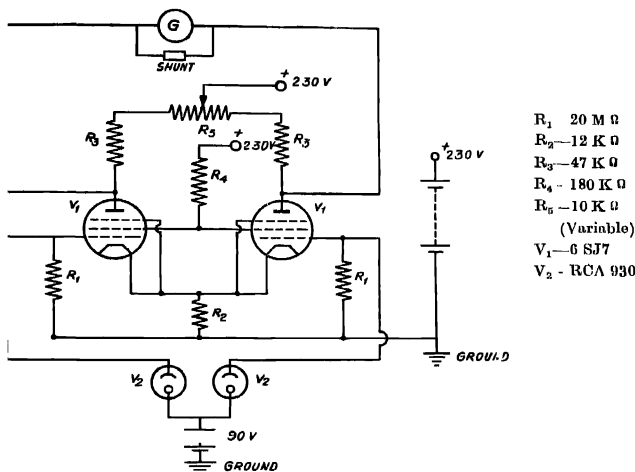 G
SHUNT
+
230 V
R5
R3
R3
+
230V
R4
V1
V1
+
230 V
R1
R1
R2
GROUND
V2
V2
90 V
GROUND
R1 20 M Ω
R2—12 K Ω
R3—47 K Ω
R4 - 180 K Ω
R5 —10 K Ω
(Variable)
V1—6 SJ7
V2 - RCA 930